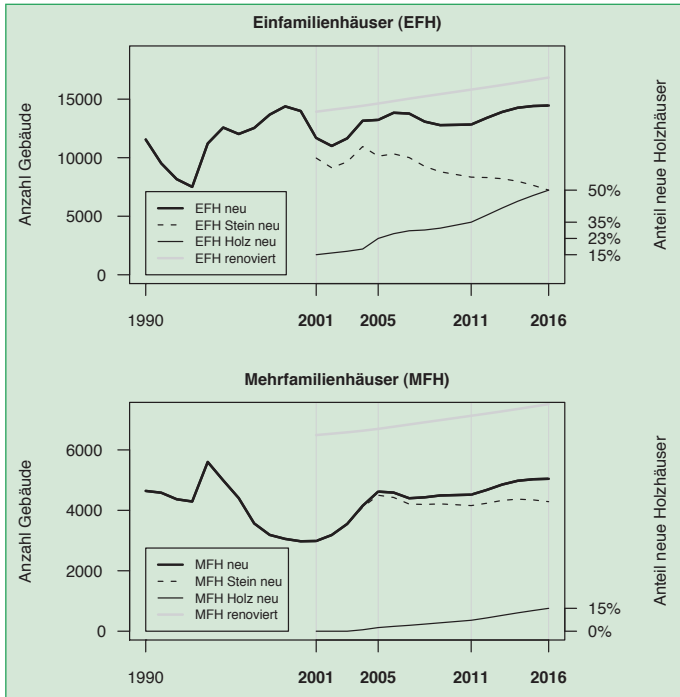 Einfamilienhäuser (EFH)
Anzahl Gebäude
15000
10000
5000
0
EFH neu
EFH Stein neu
EFH Holz neu
EFH renoviert
50%
35%
23%
15%
Anteil neue Holzhäuser
1990
2001
2005
2011
2016
Mehrfamilienhäuser (MFH)
Anzahl Gebäude
6000
4000
2000
0
MFH neu
MFH Stein neu
MFH Holz neu
MFH renoviert
15%
0%
Anteil neue Holzhäuser
1990
2001
2005
2011
2016